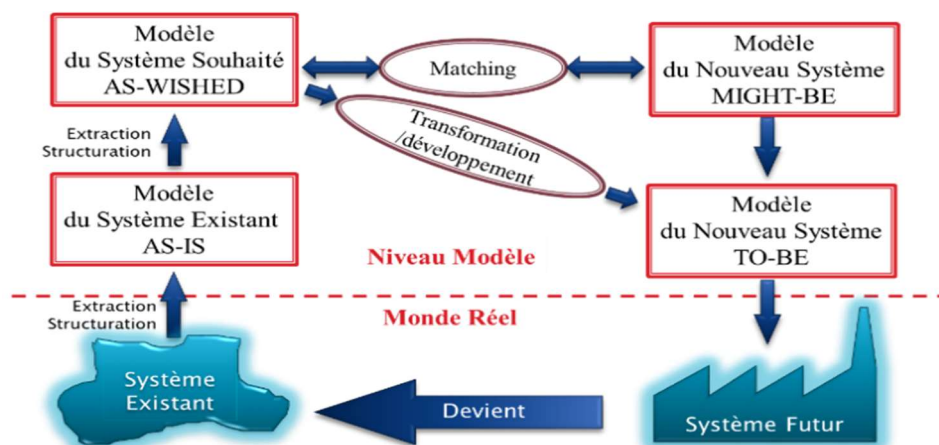 Modèle
du Système Souhaité
AS-WISHED
Matching
Modèle
du Nouveau Système
MIGHT-BE
Extraction
Structuration
Transformation
/développement
Modèle
du Système Existant
AS-IS
Modèle
du Nouveau Système
TO-BE
Niveau Modèle
Extraction
Structuration
Monde Réel
Système
Existant
Devient
Système Futur